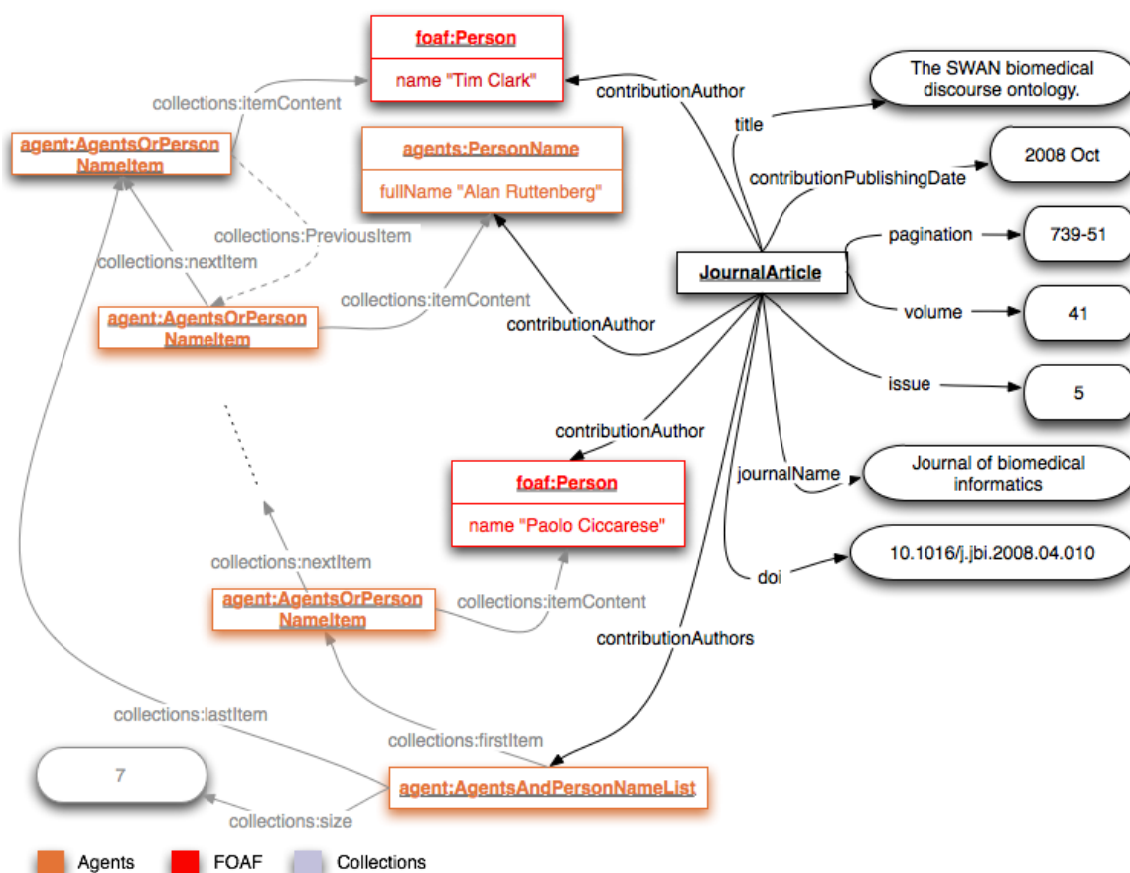 foaf:Person
name "Tim Clark"
The SWAN biomedical
discourse ontology.
collections:itemContent
contributionAuthor
title
agent:AgentsOrPerson
NameItem
agents:PersonName
fullName "Alan Ruttenberg"
2008 Oct
contributionPublishingDate
collections:PreviousItem
collections:nextItem
pagination
739-51
JournalArticle
collections:itemContent
agent:AgentsOrPerson
NameItem
contributionAuthor
volume
41
issue
5
contributionAuthor
foaf:Person
name "Paolo Ciccarese"
journalName
Journal of biomedical
informatics
collections:nextItem
doi
10.1016/j.jbi.2008.04.010
agent:AgentsOrPerson
NameItem
collections:itemContent
contributionAuthors
collections:lastItem
collections:firstItem
7
agent:AgentsAndPersonNameList
collections:size
Agents
FOAF
Collections